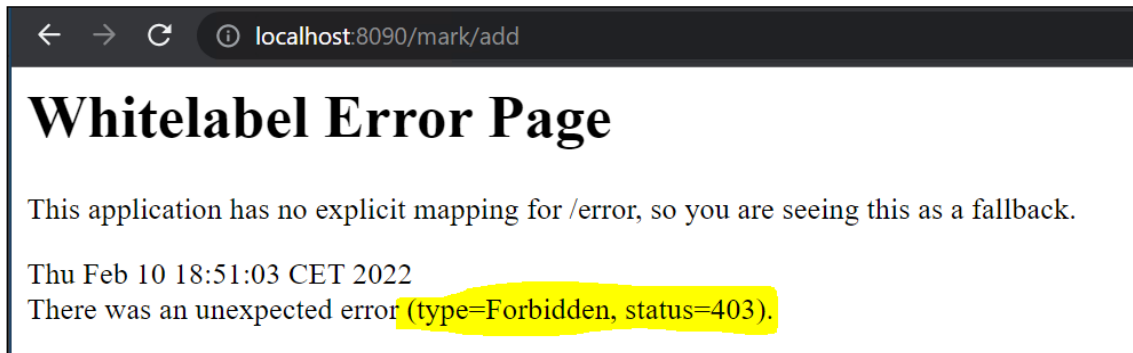 localhost:8090/mark/add
Whitelabel Error Page
This application has no explicit mapping for /error, so you are seeing this as a fallback.
Thu Feb 10 18:51:03 CET 2022
There was an unexpected error (type=Forbidden, status=403).